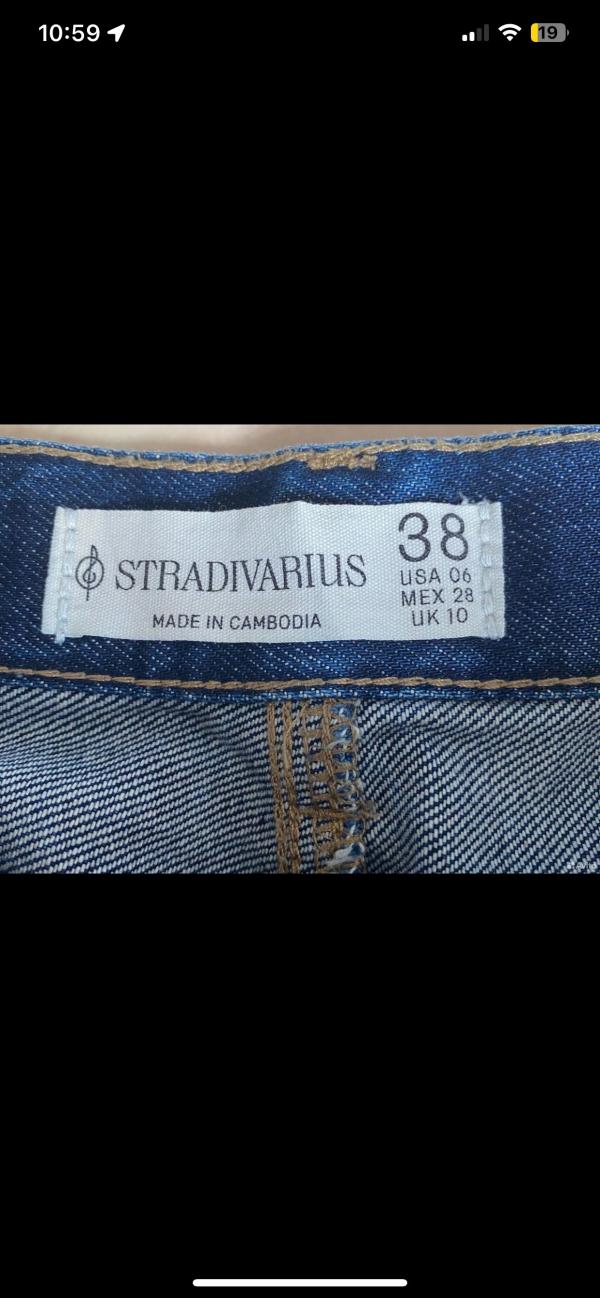 10:59
19
STRADIVARIUS
MADE IN CAMBODIA
38
USA 06
MEX 28
UK 10